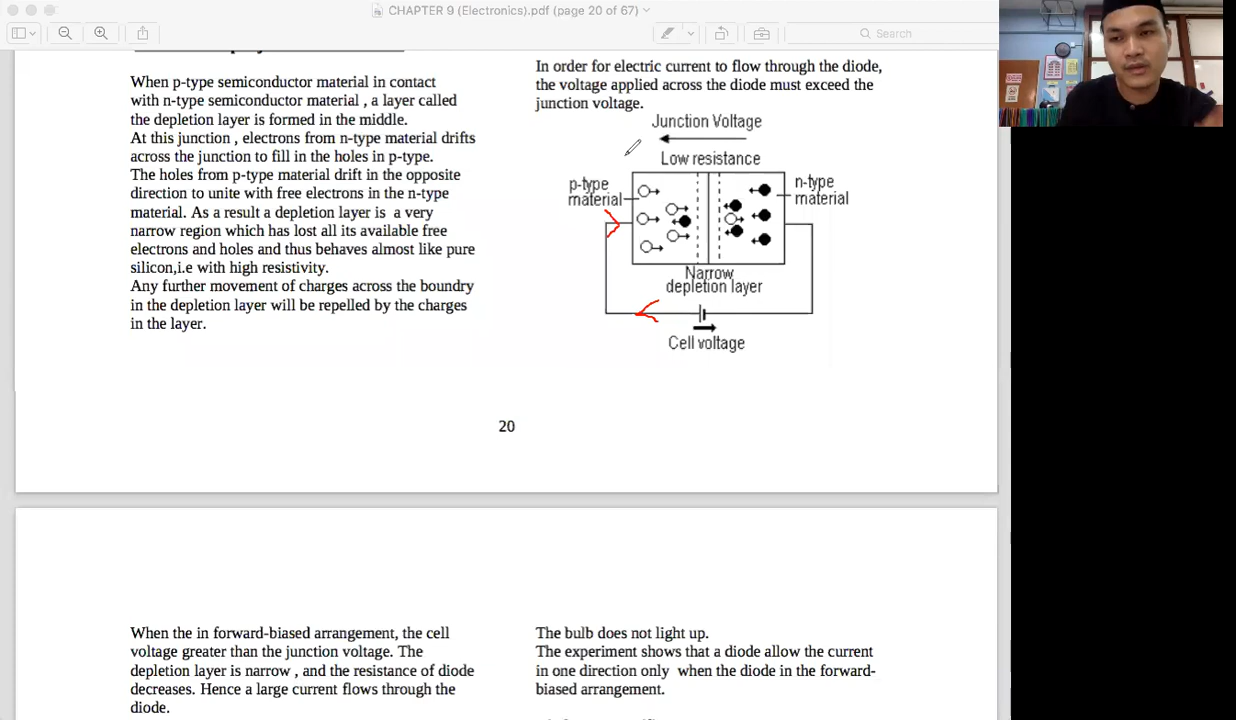 CHAPTER 9 (Electronics).pdf (page 20 of 67)
Search
When p-type semiconductor material in contact
with n-type semiconductor material , a layer called
the depletion layer is formed in the middle.
At this junction , electrons from n-type material drifts
across the junction to fill in the holes in p-type.
The holes from p-type material drift in the opposite
direction to unite with free electrons in the n-type
material. As a result a depletion layer is a very
narrow region which has lost all its available free
electrons and holes and thus behaves almost like pure
silicon,i.e with high resistivity.
Any further movement of charges across the boundry
in the depletion layer will be repelled by the charges
in the layer.
In order for electric current to flow through the diode,
the voltage applied across the diode must exceed the
junction voltage.
Junction Voltage
Low resistance
p-type
material
n-type
material
Narrow
depletion layer
Cell voltage
20
When the in forward-biased arrangement, the cell
voltage greater than the junction voltage. The
depletion layer is narrow , and the resistance of diode
decreases. Hence a large current flows through the
diode.
The bulb does not light up.
The experiment shows that a diode allow the current
in one direction only when the diode in the forward-
biased arrangement.